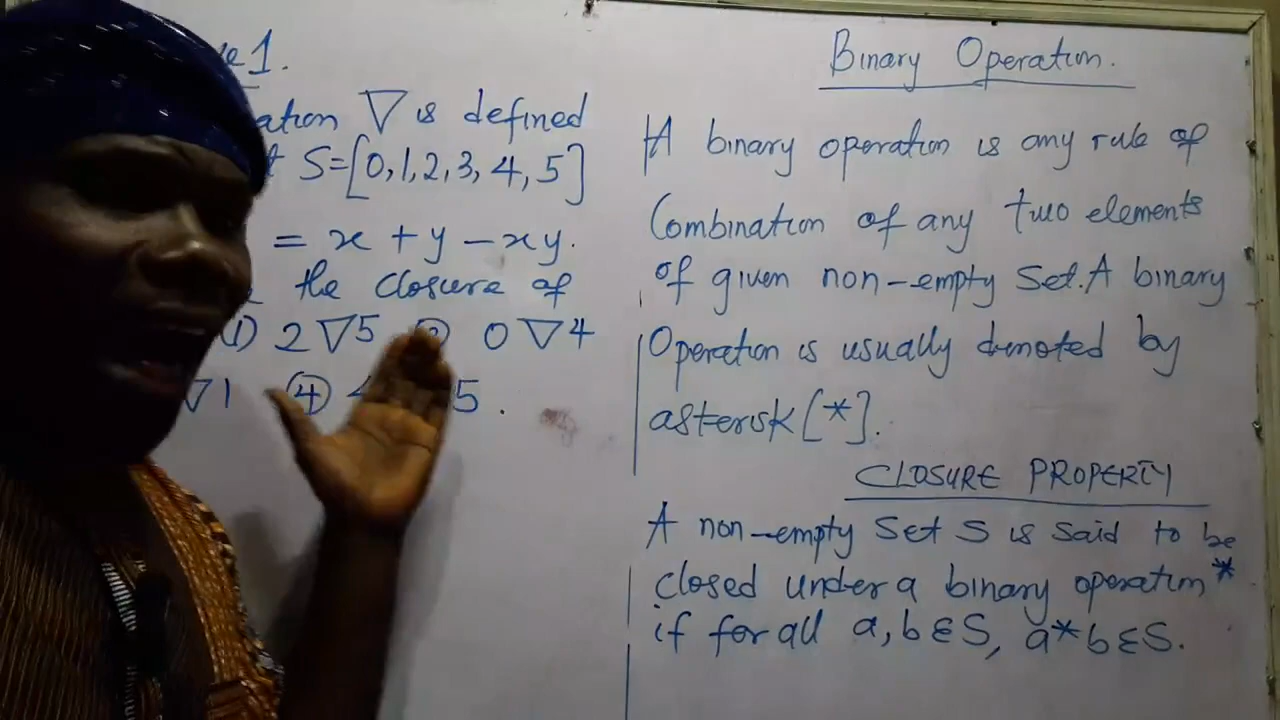 1.
▽ is defined
S=[0,1,2,3,4,5]
= x + y - xy.
the closure of
① 2▽5 0▽4
▽1 ④ 5.
Binary Operation.
A binary operation is any rule of
Combination of any two elements
of given non-empty set. A binary
Operation is usually denoted by
asterisk [*].
CLOSURE PROPERTY
A non-empty set S is said to be
closed under a binary operation *
if for all a, b ∈ S, a*b ∈ S.